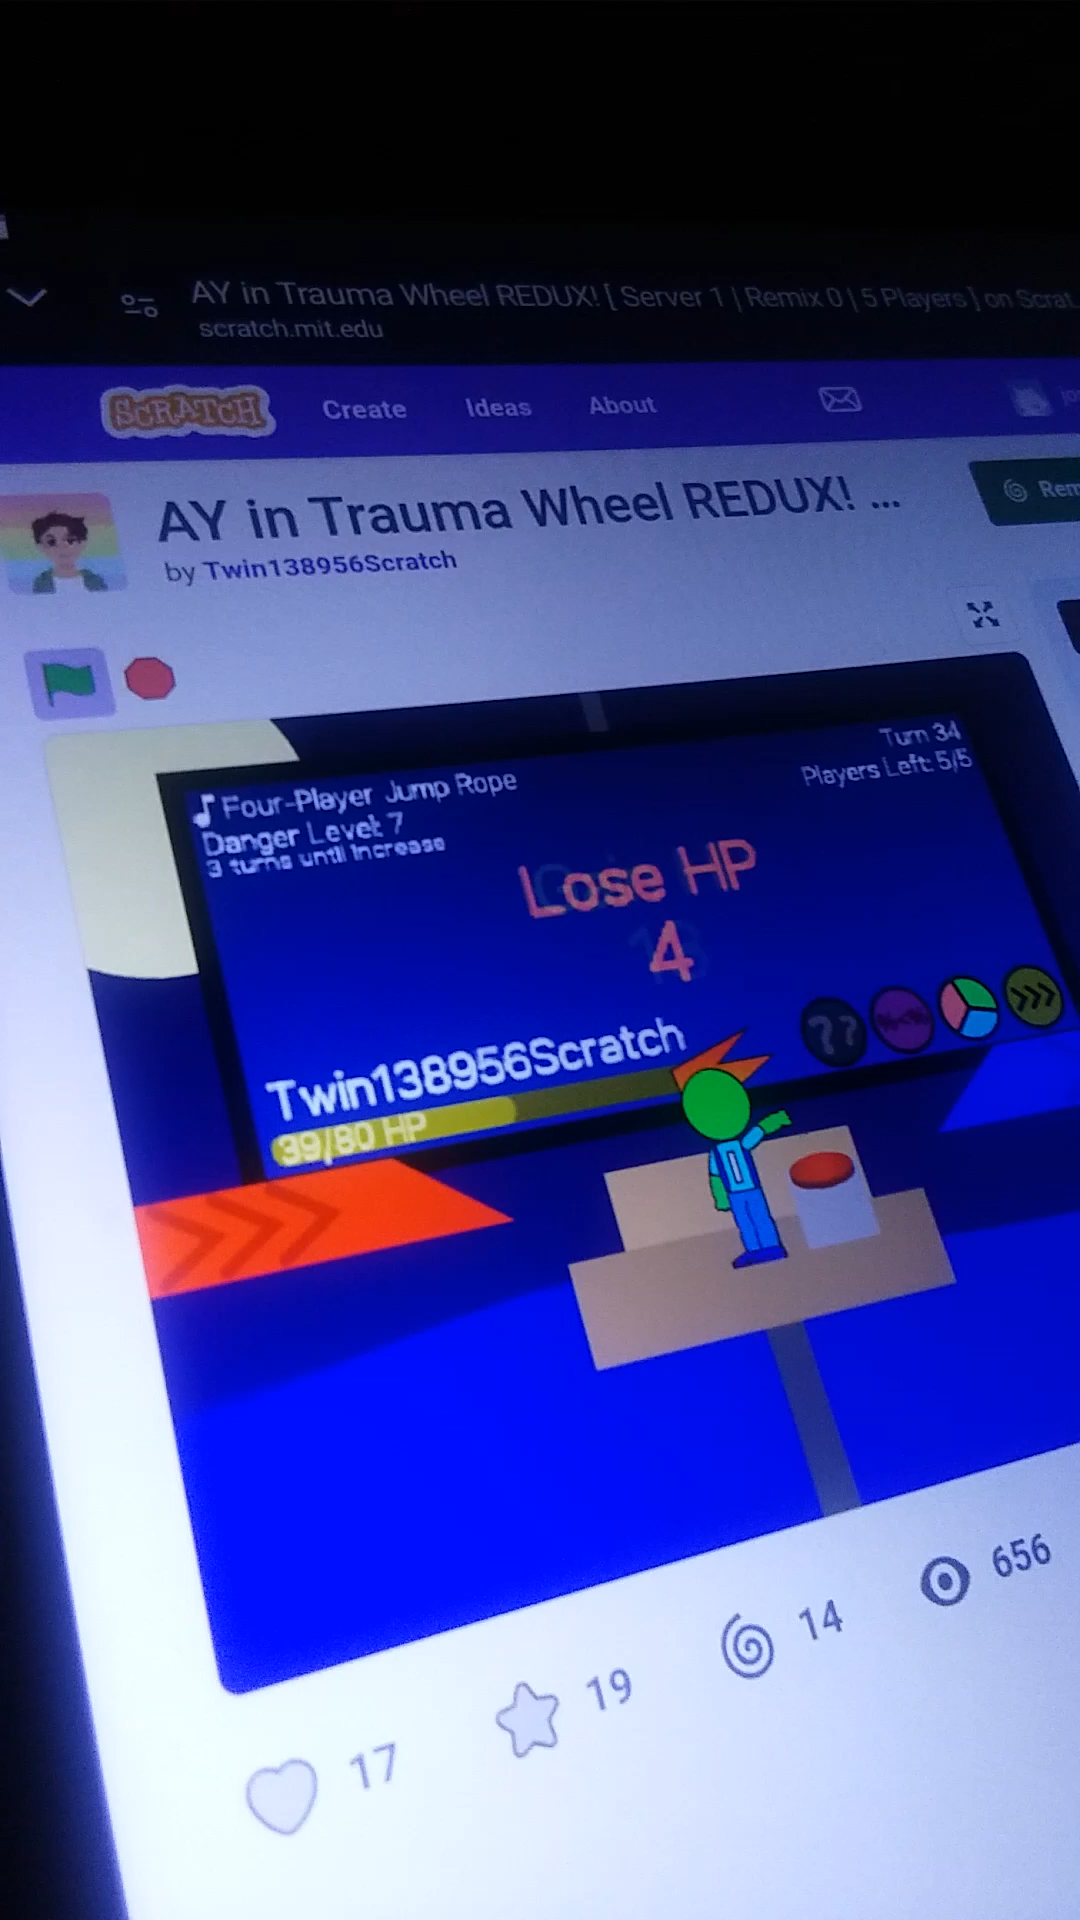 AY in Trauma Wheel REDUX! [ Server 1 | Remix 0 | 5 Players ] on Scrat
scratch.mit.edu
SCRATCH Create Ideas About
AY in Trauma Wheel REDUX! ...
by Twin138956Scratch
Rem
Turn 34
Players Left: 5/5
♪ Four-Player Jump Rope
Danger Level: 7
3 turns until increase
Lose HP
4
??
Twin138956Scratch
39/80 HP
17
19
14
656